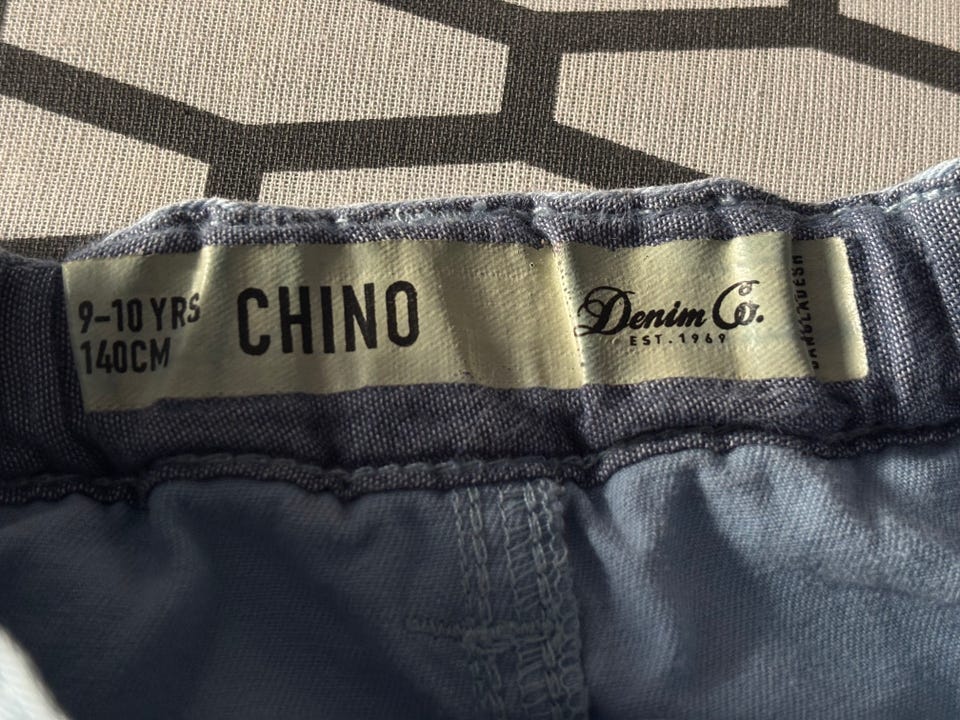 9-10 YRS
140CM
CHINO
Denim Co.
EST. 1969
BANGLADESH